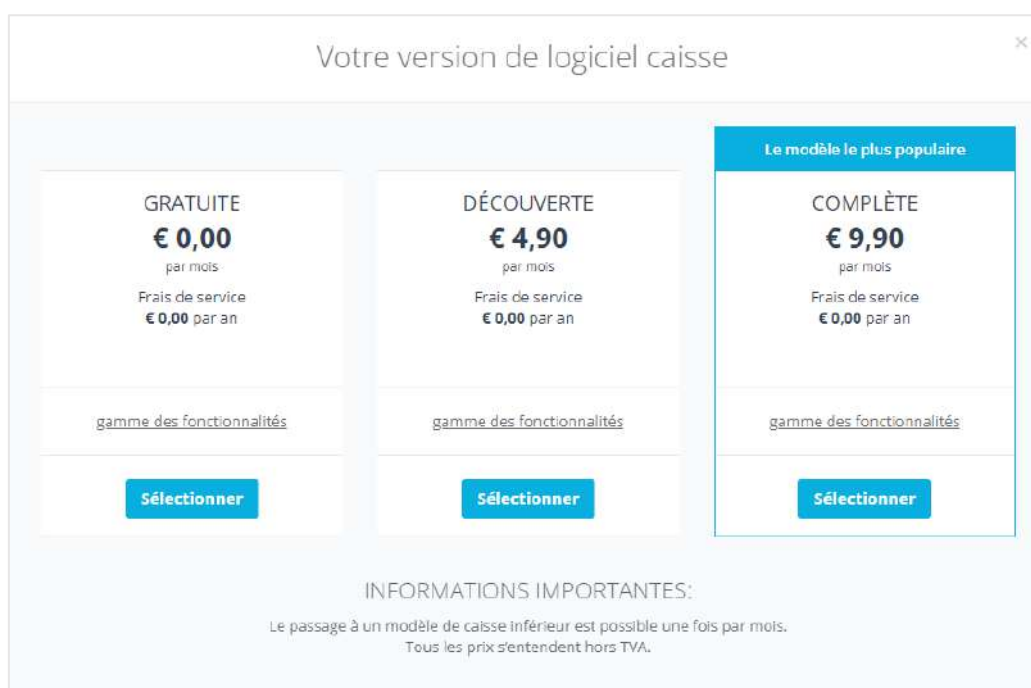 Votre version de logiciel caisse
×
Le modèle le plus populaire
GRATUITE
€ 0,00
par mois
Frais de service
€ 0,00 par an
gamme des fonctionnalités
Sélectionner
DÉCOUVERTE
€ 4,90
par mois
Frais de service
€ 0,00 par an
gamme des fonctionnalités
Sélectionner
COMPLÈTE
€ 9,90
par mois
Frais de service
€ 0,00 par an
gamme des fonctionnalités
Sélectionner
INFORMATIONS IMPORTANTES:
Le passage à un modèle de caisse inférieur est possible une fois par mois.
Tous les prix s'entendent hors TVA.